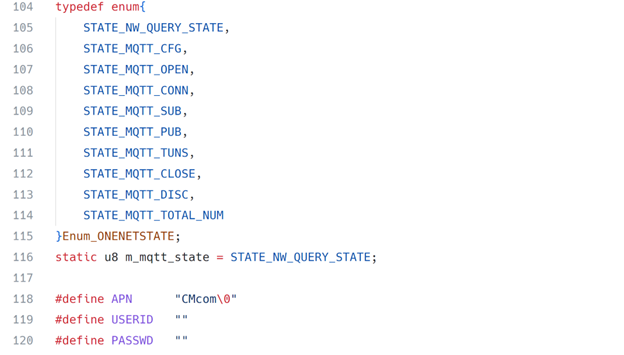 104 typedef enum{
105     STATE_NW_QUERY_STATE,
106     STATE_MQTT_CFG,
107     STATE_MQTT_OPEN,
108     STATE_MQTT_CONN,
109     STATE_MQTT_SUB,
110     STATE_MQTT_PUB,
111     STATE_MQTT_TUNS,
112     STATE_MQTT_CLOSE,
113     STATE_MQTT_DISC,
114     STATE_MQTT_TOTAL_NUM
115 }Enum_ONENETSTATE;
116 static u8 m_mqtt_state = STATE_NW_QUERY_STATE;
117
118 #define APN      "CMcom\0"
119 #define USERID   ""
120 #define PASSWD   ""